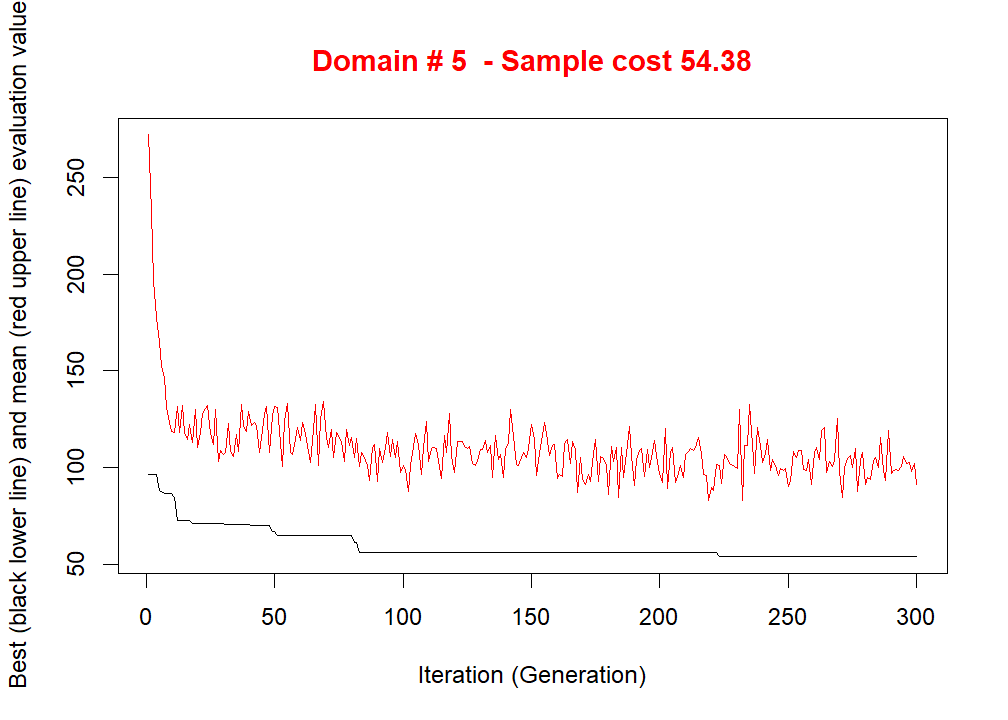 Domain # 5  - Sample cost 54.38
Best (black lower line) and mean (red upper line) evaluation value
250
200
150
100
50
0 50 100 150 200 250 300
Iteration (Generation)